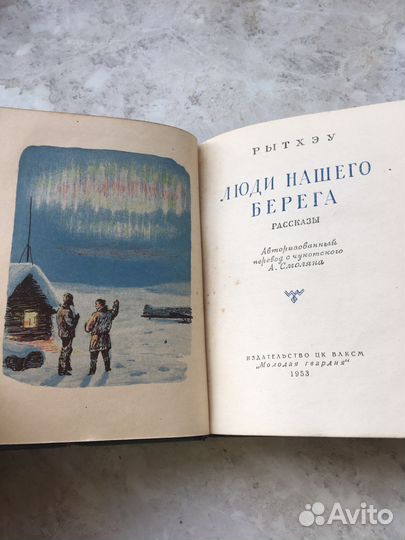 РЫТХЭУ
ЛЮДИ НАШЕГО
БЕРЕГА
РАССКАЗЫ
Авторизованный
перевод с чукотского
А. Смоляна
ИЗДАТЕЛЬСТВО ЦК ВЛКСМ
„Молодая гвардия“
1953
Avito